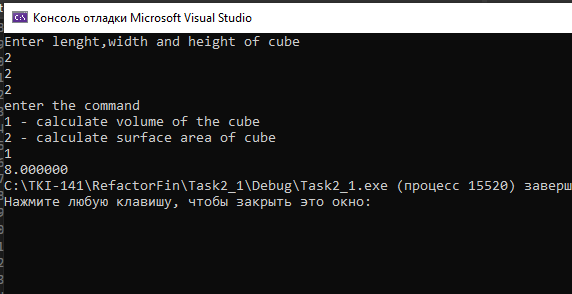 Консоль отладки Microsoft Visual Studio
Enter lenght,width and height of cube
2
2
2
enter the command
1 - calculate volume of the cube
2 - calculate surface area of cube
1
8.000000
C:\TKI-141\RefactorFin\Task2_1\Debug\Task2_1.exe (процесс 15520) заверш
Нажмите любую клавишу, чтобы закрыть это окно: